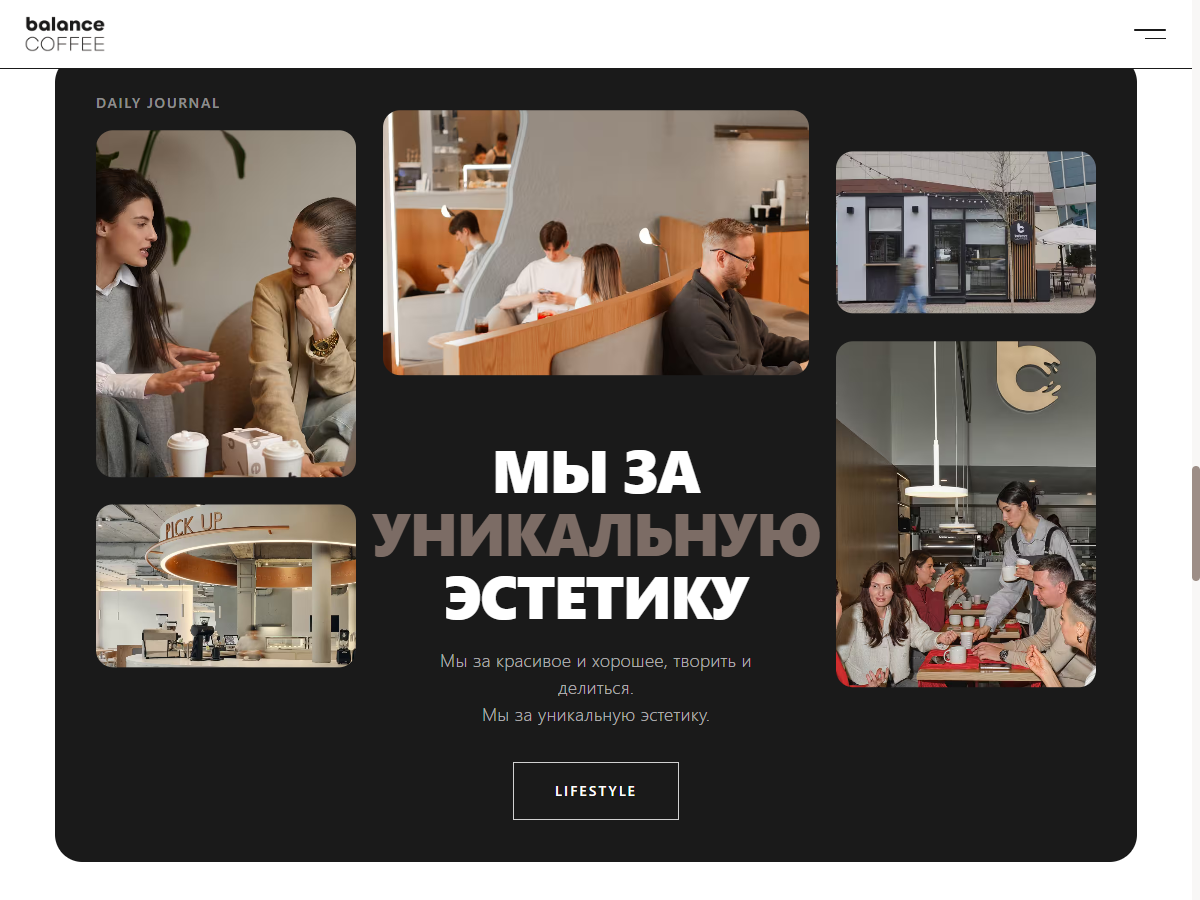 balance
COFFEE
DAILY JOURNAL
PICK UP
balance
МЫ ЗА
УНИКАЛЬНУЮ
ЭСТЕТИКУ
Мы за красивое и хорошее, творить и
делиться.
Мы за уникальную эстетику.
LIFESTYLE